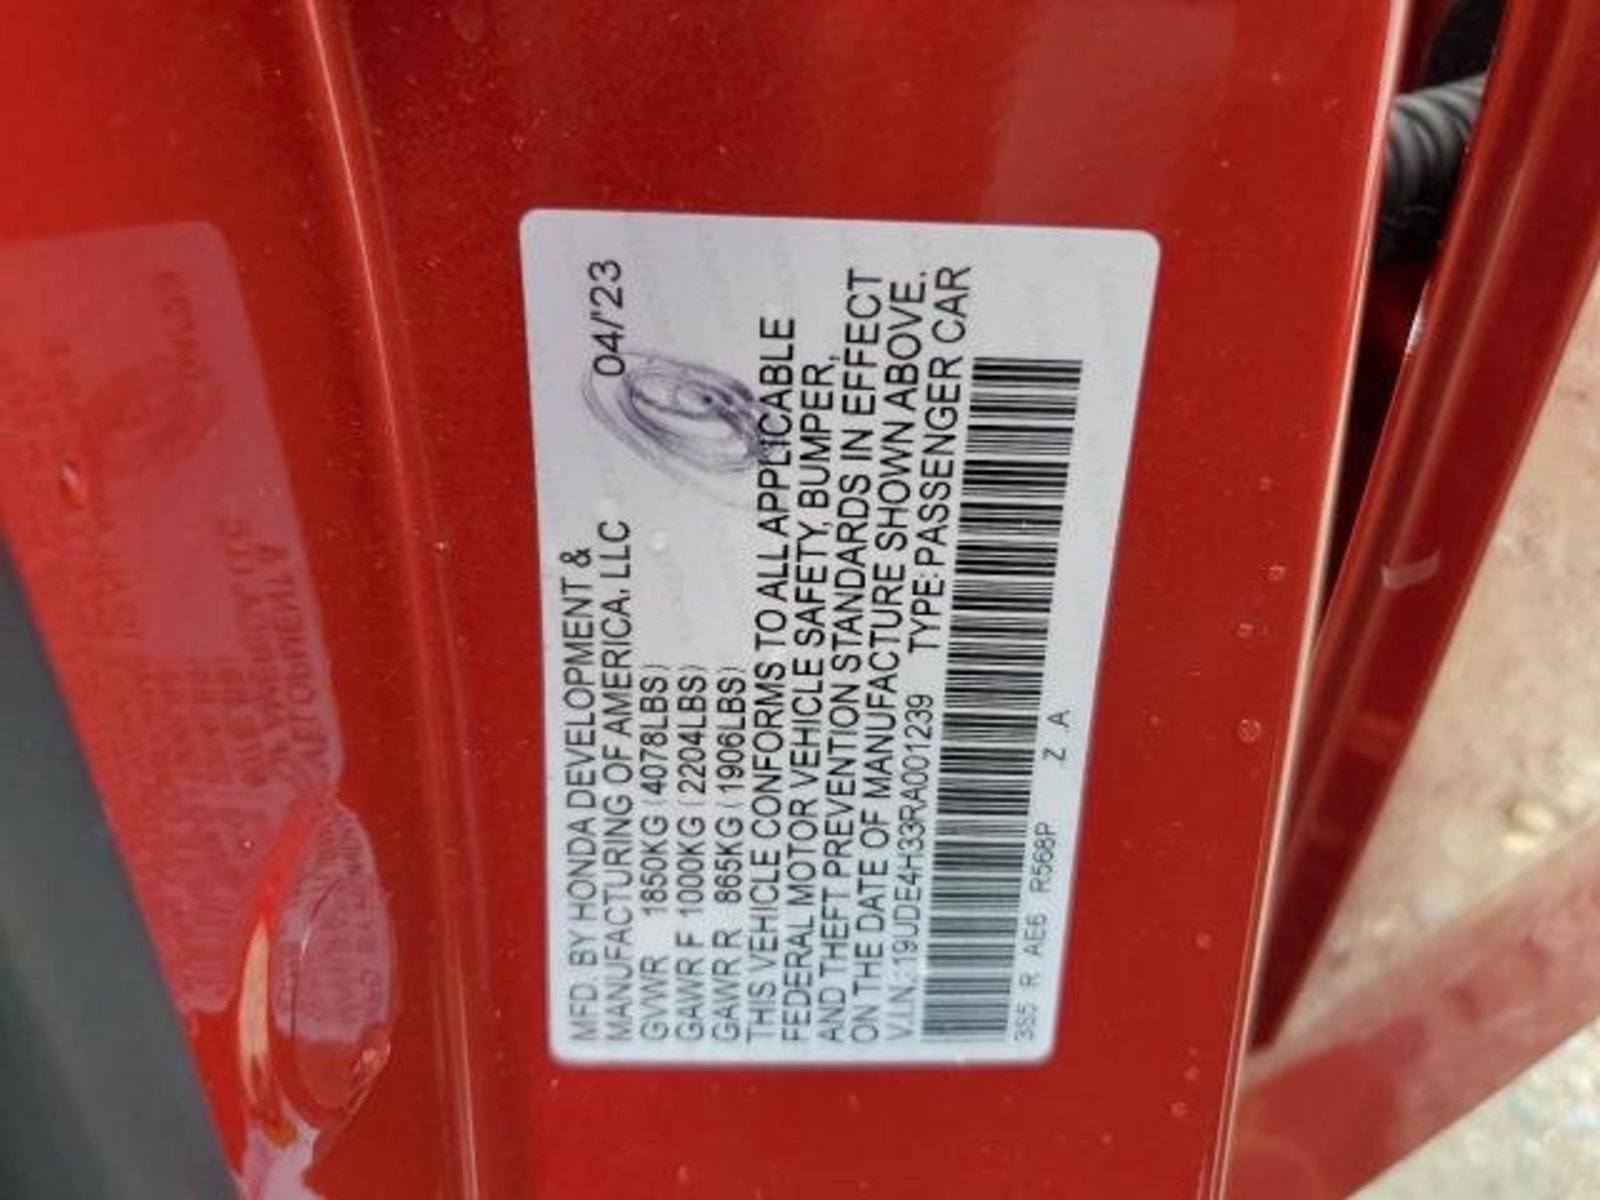 MFD. BY HONDA DEVELOPMENT &
MANUFACTURING OF AMERICA, LLC 04/'23
GVWR 1850KG (4078LBS)
GAWR F 1000KG (2204LBS)
GAWR R 865KG (1906LBS)
THIS VEHICLE CONFORMS TO ALL APPLICABLE
FEDERAL MOTOR VEHICLE SAFETY, BUMPER,
AND THEFT PREVENTION STANDARDS IN EFFECT
ON THE DATE OF MANUFACTURE SHOWN ABOVE.
V.I.N.: 19UDE4H33RA001239 TYPE: PASSENGER CAR
3S5 R AE6 R568P Z A